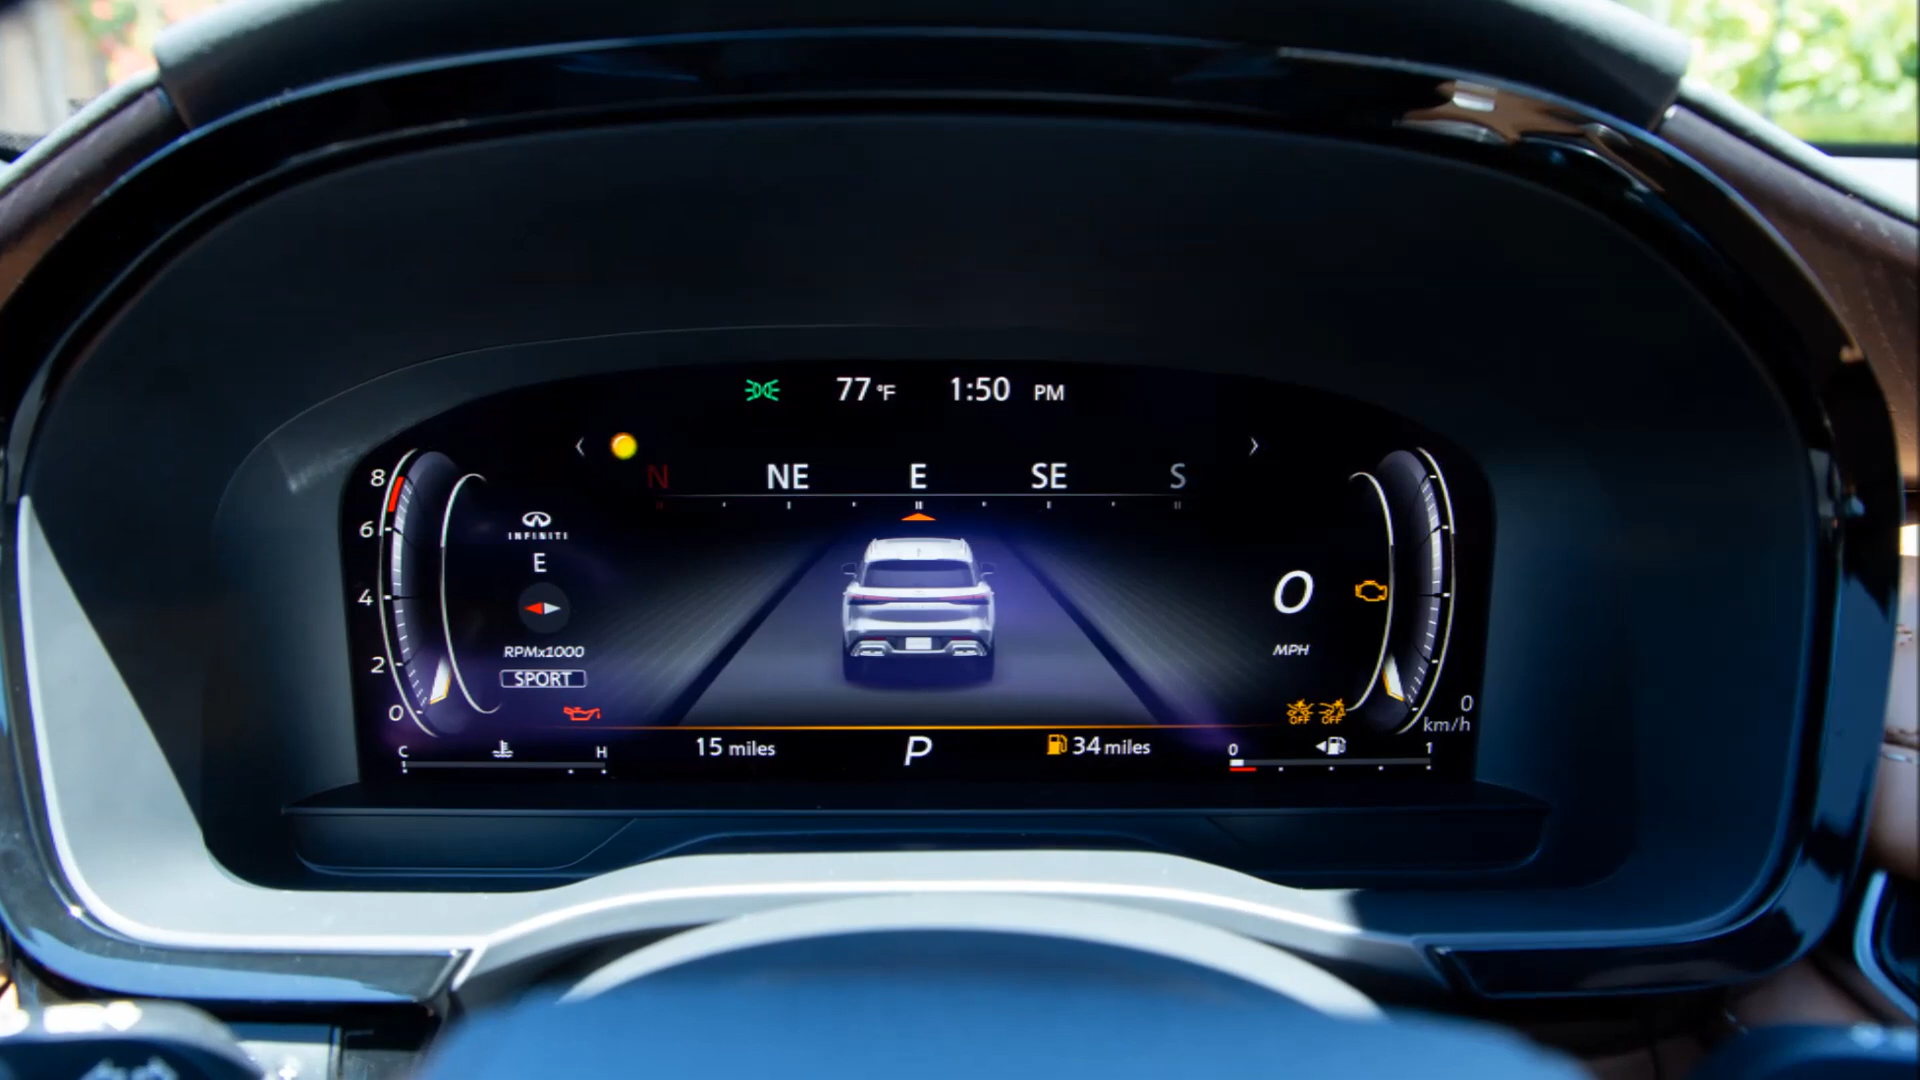 77 °F 1:50 PM
N NE E SE S
8
6
4
2
0
INFINITI
E
RPMx1000
SPORT
0
MPH
OFF OFF
0
km/h
C H
15 miles
P
34 miles
0 1